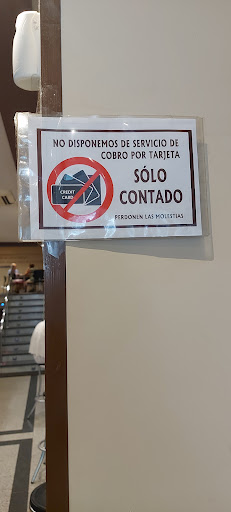 NO DISPONEMOS DE SERVICIO DE
COBRO POR TARJETA
SÓLO
CONTADO
CREDIT
CARD
PERDONEN LAS MOLESTIAS